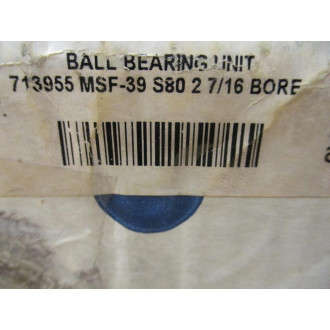 BALL BEARING UNIT
713955 MSF-39 S80 2 7/16 BORE